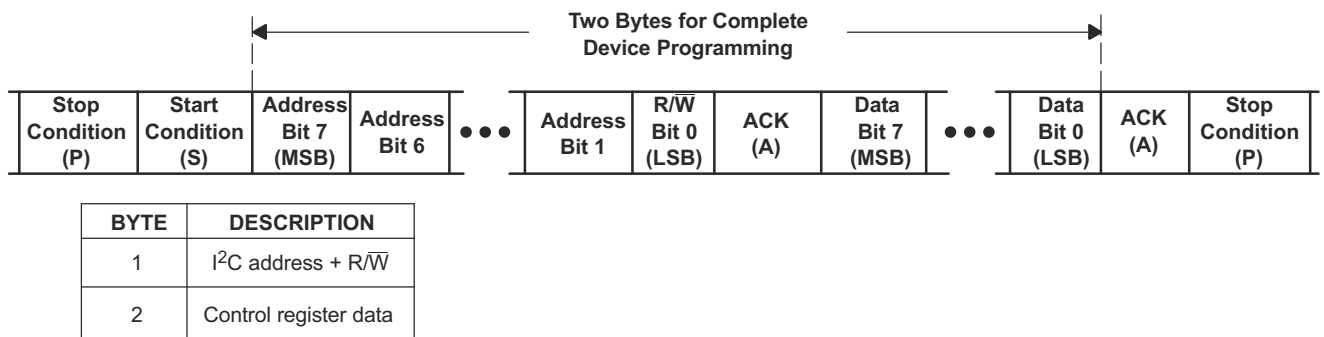 Two Bytes for Complete
Device Programming
Stop
Condition
(P)
Start
Condition
(S)
Address
Bit 7
(MSB)
Address
Bit 6
•••
Address
Bit 1
R/W̅
Bit 0
(LSB)
ACK
(A)
Data
Bit 7
(MSB)
•••
Data
Bit 0
(LSB)
ACK
(A)
Stop
Condition
(P)
BYTE DESCRIPTION
1 I²C address + R/W̅
2 Control register data